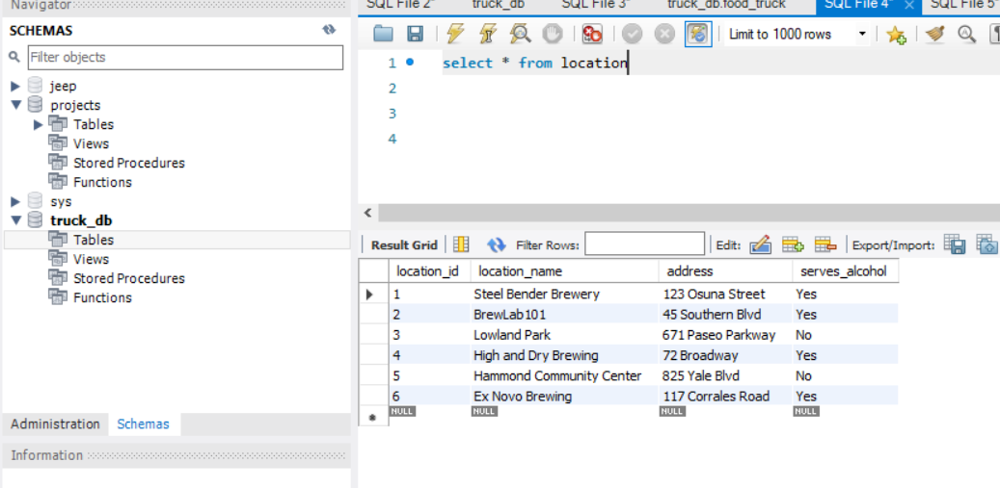 Navigator
SQL File 2* truck_db SQL File 3* truck_db.food_truck SQL File 4* × SQL File 5*
SCHEMAS
Filter objects
jeep
projects
Tables
Views
Stored Procedures
Functions
sys
truck_db
Tables
Views
Stored Procedures
Functions
Administration Schemas
Information
Limit to 1000 rows
1 select * from location
2
3
4
Result Grid Filter Rows: Edit: Export/Import:
location_id location_name address serves_alcohol
1 Steel Bender Brewery 123 Osuna Street Yes
2 BrewLab101 45 Southern Blvd Yes
3 Lowland Park 671 Paseo Parkway No
4 High and Dry Brewing 72 Broadway Yes
5 Hammond Community Center 825 Yale Blvd No
6 Ex Novo Brewing 117 Corrales Road Yes
NULL NULL NULL NULL